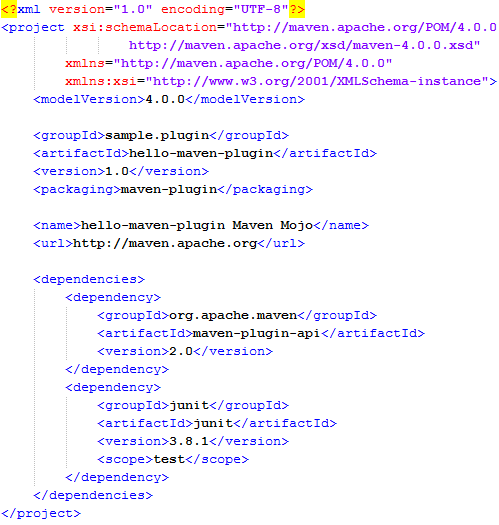 <?xml version="1.0" encoding="UTF-8"?>
<project xsi:schemaLocation="http://maven.apache.org/POM/4.0.0
http://maven.apache.org/xsd/maven-4.0.0.xsd"
xmlns="http://maven.apache.org/POM/4.0.0"
xmlns:xsi="http://www.w3.org/2001/XMLSchema-instance">
<modelVersion>4.0.0</modelVersion>
<groupId>sample.plugin</groupId>
<artifactId>hello-maven-plugin</artifactId>
<version>1.0</version>
<packaging>maven-plugin</packaging>
<name>hello-maven-plugin Maven Mojo</name>
<url>http://maven.apache.org</url>
<dependencies>
<dependency>
<groupId>org.apache.maven</groupId>
<artifactId>maven-plugin-api</artifactId>
<version>2.0</version>
</dependency>
<dependency>
<groupId>junit</groupId>
<artifactId>junit</artifactId>
<version>3.8.1</version>
<scope>test</scope>
</dependency>
</dependencies>
</project>